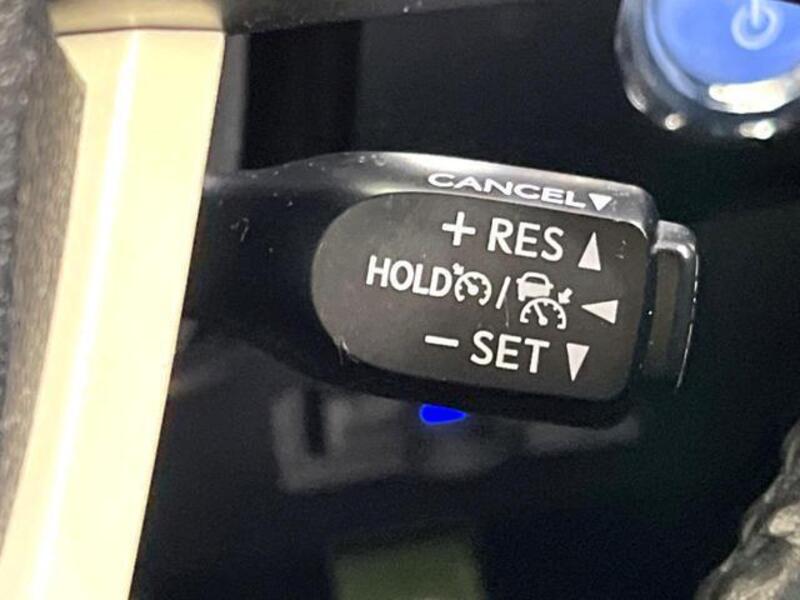 CANCEL▼
+ RES ▲
HOLD / ◀
− SET ▼